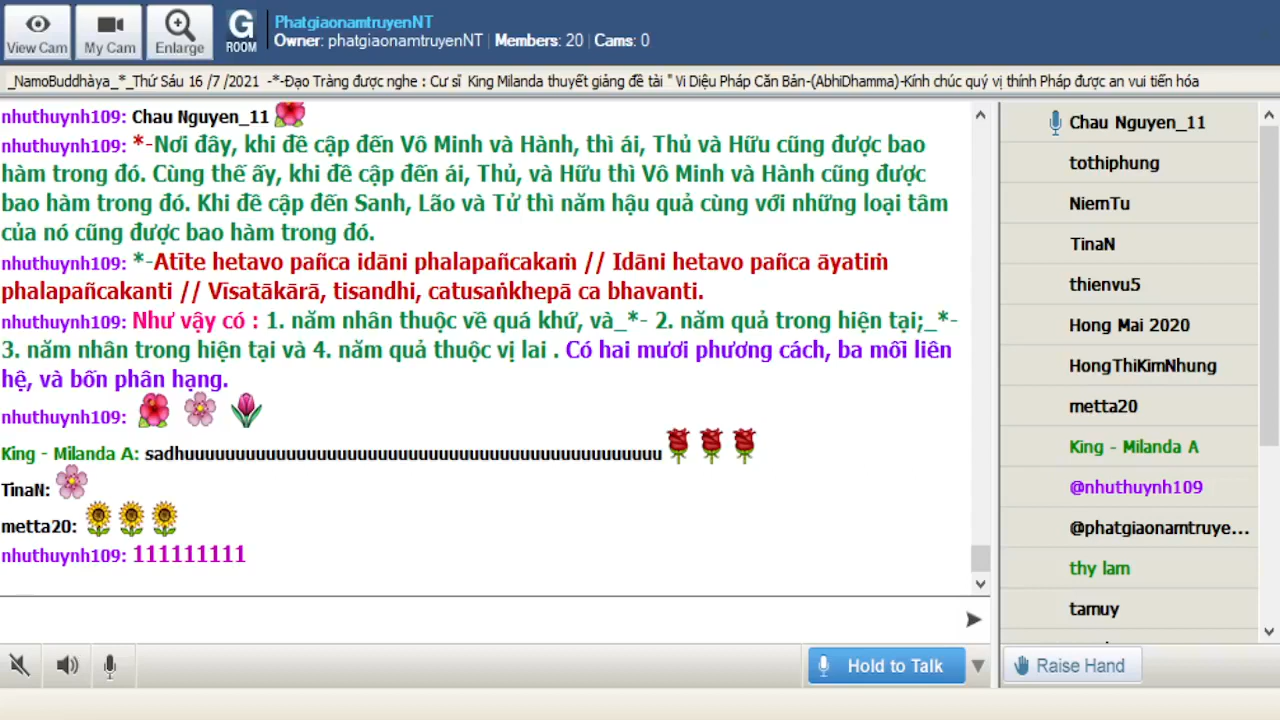 View Cam
My Cam
Enlarge
G
ROOM
PhatgiaonamtruyenNT
Owner: phatgiaonamtruyenNT | Members: 20 | Cams: 0
_NamoBuddhàya_*_Thứ Sáu 16 /7 /2021 -*-Đạo Tràng được nghe : Cư sĩ King Milanda thuyết giảng đề tài " Vi Diệu Pháp Căn Bản-(AbhiDhamma)-Kính chúc quý vị thính Pháp được an vui tiến hóa
nhuthuynh109: Chau Nguyen_11
nhuthuynh109: *-Nơi đây, khi đề cập đến Vô Minh và Hành, thì ái, Thủ và Hữu cũng được bao
hàm trong đó. Cùng thế ấy, khi đề cập đến ái, Thủ, và Hữu thì Vô Minh và Hành cũng được
bao hàm trong đó. Khi đề cập đến Sanh, Lão và Tử thì năm hậu quả cùng với những loại tâm
của nó cũng được bao hàm trong đó.
nhuthuynh109: *-Atīte hetavo pañca idāni phalapañcakaṁ // Idāni hetavo pañca āyatiṁ
phalapañcakanti // Vīsatākārā, tisandhi, catusaṅkhepā ca bhavanti.
nhuthuynh109: Như vậy có : 1. năm nhân thuộc về quá khứ, và_*- 2. năm quả trong hiện tại;_*-
3. năm nhân trong hiện tại và 4. năm quả thuộc vị lai . Có hai mươi phương cách, ba mối liên
hệ, và bốn phân hạng.
nhuthuynh109:
King - Milanda A: sadhuuuuuuuuuuuuuuuuuuuuuuuuuuuuuuuuuuuuuuuuuuuuuuu
TinaN:
metta20:
nhuthuynh109: 111111111
Hold to Talk
Chau Nguyen_11
tothiphung
NiemTu
TinaN
thienvu5
Hong Mai 2020
HongThiKimNhung
metta20
King - Milanda A
@nhuthuynh109
@phatgiaonamtruye...
thy lam
tamuy
Raise Hand